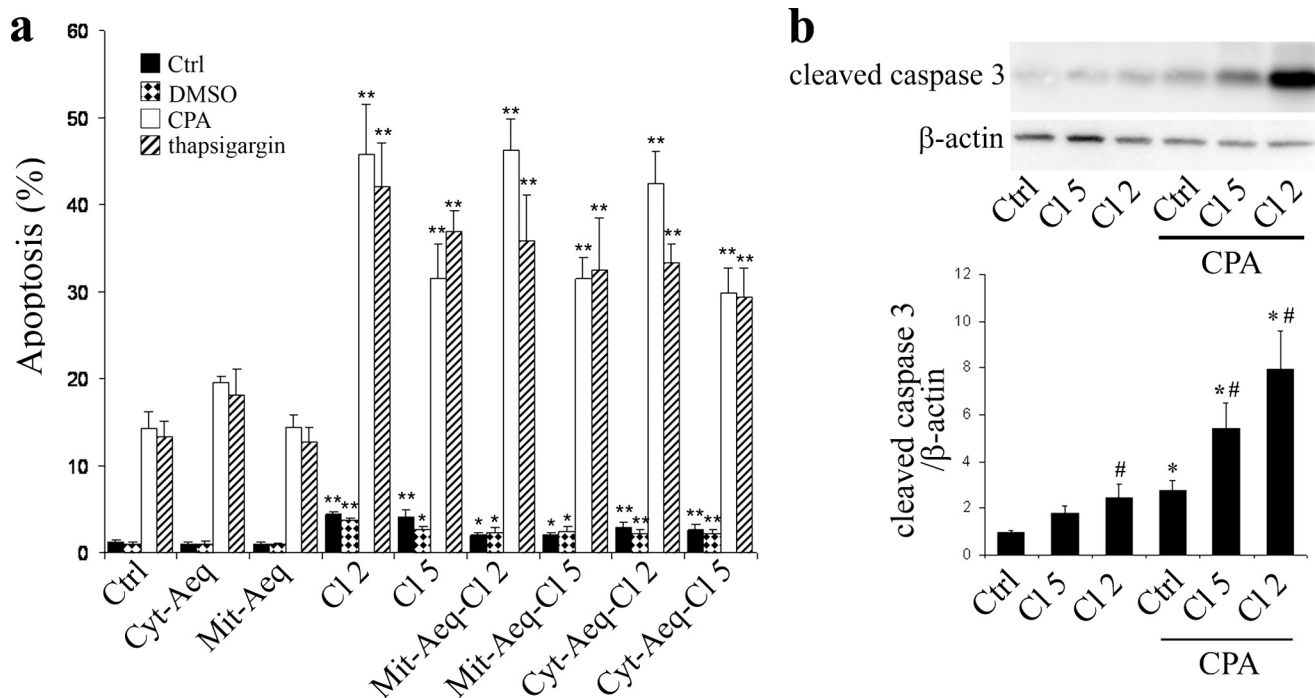 a
60
50
40
30
20
10
0
Apoptosis (%)
Ctrl
DMSO
CPA
thapsigargin
** **
** **
** **
** **
** **
** **
** **
* *
* *
** **
** **
** **
Ctrl
Cyt-Aeq
Mit-Aeq
Cl 2
Cl 5
Mit-Aeq-Cl 2
Mit-Aeq-Cl 5
Cyt-Aeq-Cl 2
Cyt-Aeq-Cl 5
b
cleaved caspase 3
β-actin
Ctrl Cl 5 Cl 2 Ctrl Cl 5 Cl 2
CPA
cleaved caspase 3
/β-actin
12
10
8
6
4
2
0
#
*
* #
* #
Ctrl Cl 5 Cl 2 Ctrl Cl 5 Cl 2
CPA